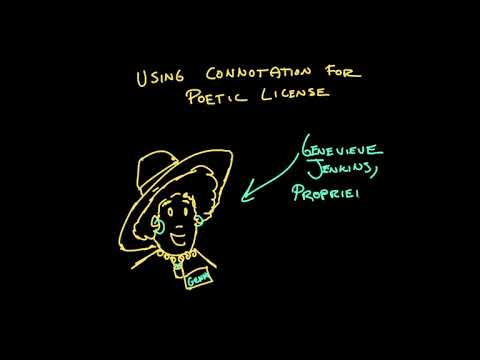 USING CONNOTATION FOR
POETIC LICENSE
GENEVIEVE
JENKINS,
PROPRIE